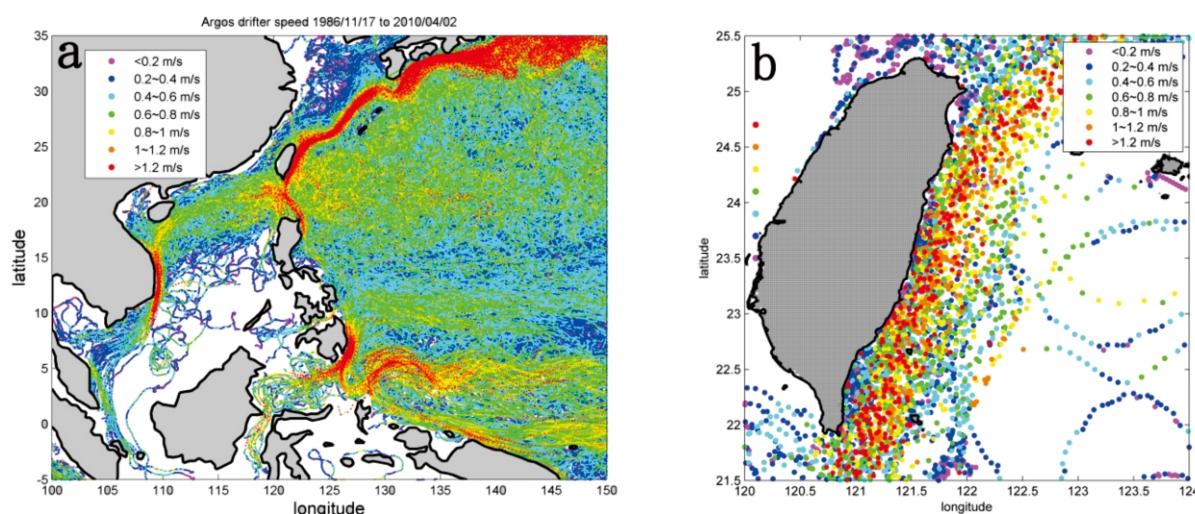 Argos drifter speed 1986/11/17 to 2010/04/02
a
<0.2 m/s
0.2~0.4 m/s
0.4~0.6 m/s
0.6~0.8 m/s
0.8~1 m/s
1~1.2 m/s
>1.2 m/s
latitude
35
30
25
20
15
10
5
0
-5
100
105
110
115
120
125
130
135
140
145
150
longitude
b
<0.2 m/s
0.2~0.4 m/s
0.4~0.6 m/s
0.6~0.8 m/s
0.8~1 m/s
1~1.2 m/s
>1.2 m/s
latitude
25.5
25
24.5
24
23.5
23
22.5
22
21.5
120
120.5
121
121.5
122
122.5
123
123.5
124
longitude